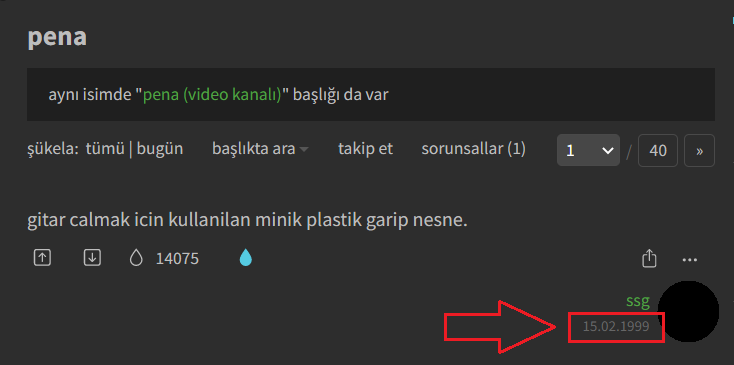 pena
aynı isimde "pena (video kanalı)" başlığı da var
şükela: tümü | bugün başlıkta ara takip et sorunsallar (1) 1 / 40 »
gitar calmak icin kullanilan minik plastik garip nesne.
14075
ssg
15.02.1999